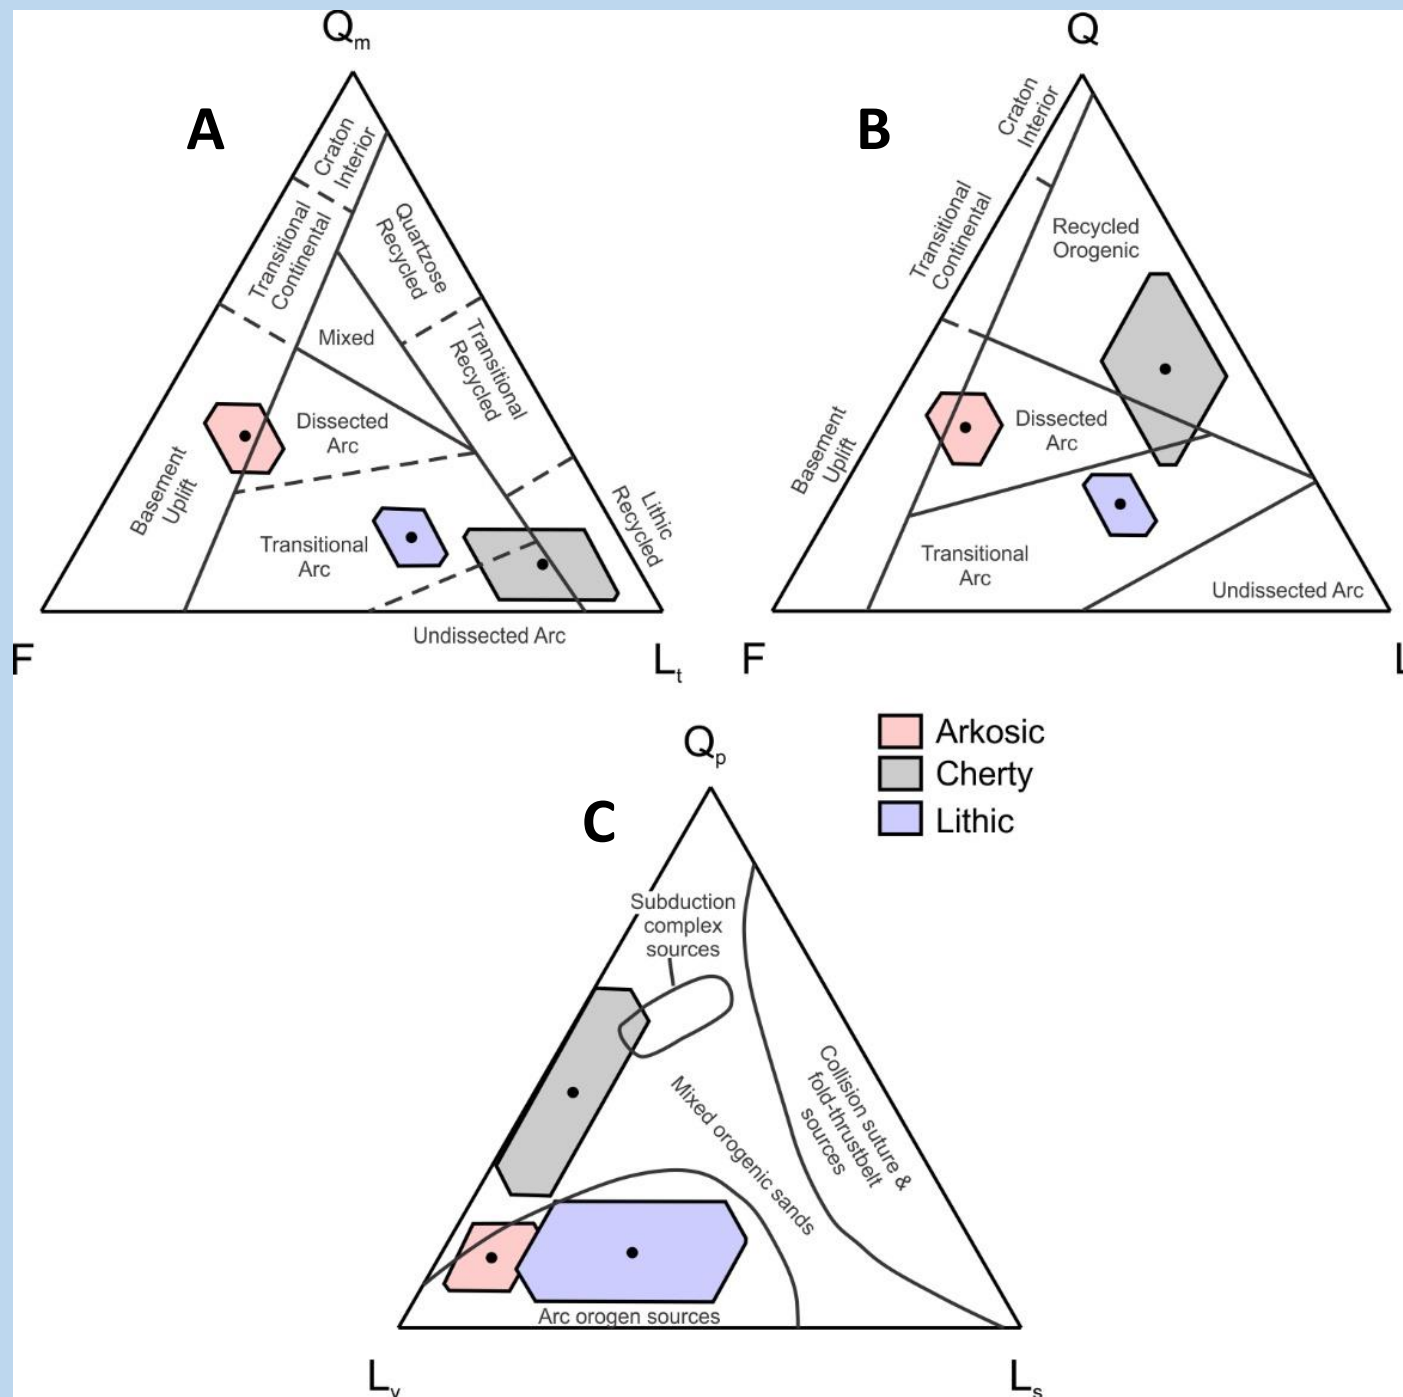 Qm
A
Craton
Interior
Transitional
Continental
Quartzose
Recycled
Mixed
Transitional
Recycled
Dissected
Arc
Basement
Uplift
Transitional
Arc
Lithic
Recycled
Undissected Arc
F
Lt
Q
B
Craton
Interior
Transitional
Continental
Recycled
Orogenic
Basement
Uplift
Dissected
Arc
Transitional
Arc
Undissected Arc
F
L
Arkosic
Cherty
Lithic
Qp
C
Subduction
complex
sources
Mixed orogenic sands
Collision suture &
fold-thrustbelt
sources
Arc orogen sources
Lv
Ls